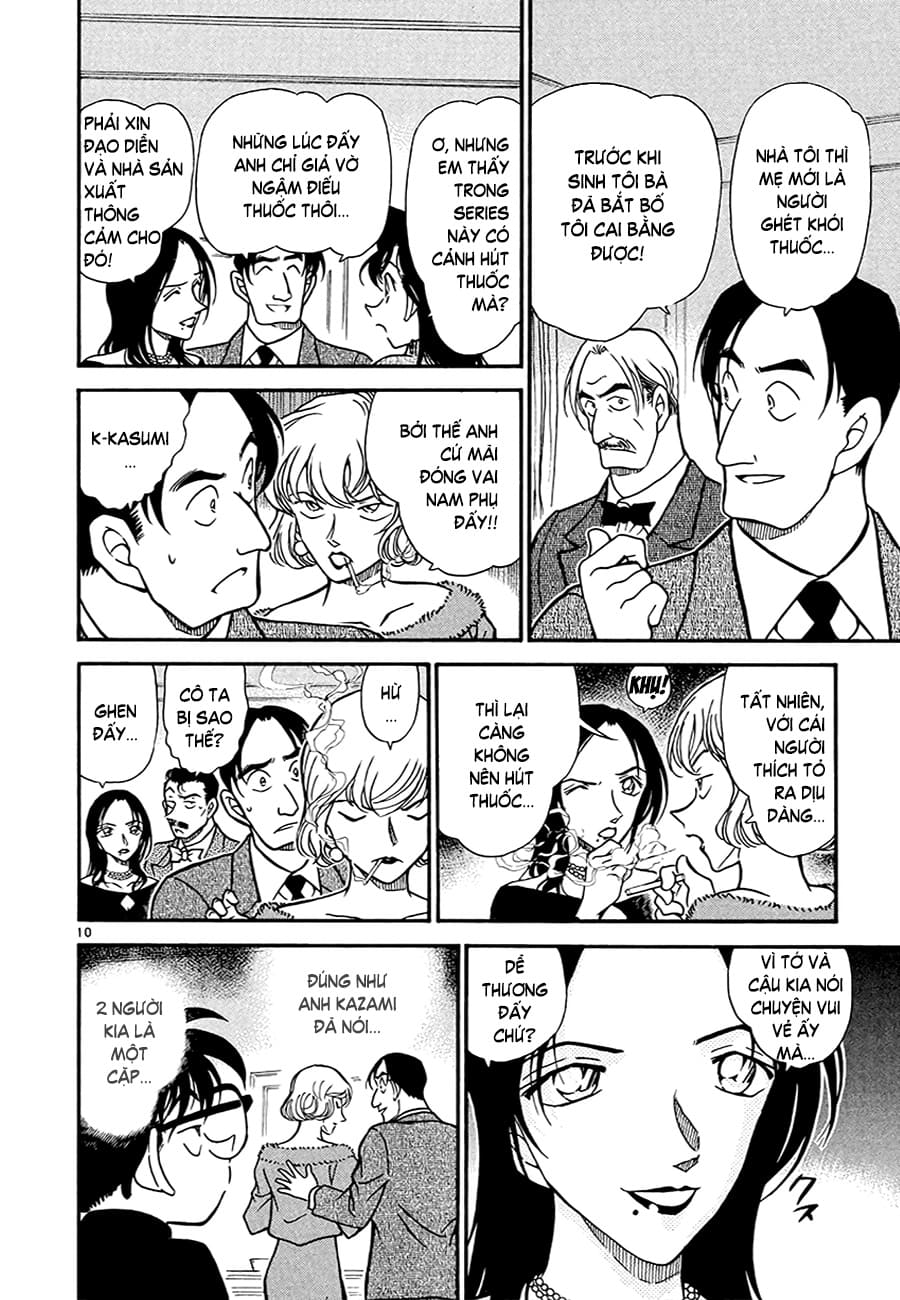 NHÀ TÔI THÌ
MẸ MỚI LÀ
NGƯỜI
GHÉT KHÓI
THUỐC...
TRƯỚC KHI
SINH TÔI BÀ
ĐÃ BẮT BỐ
TÔI CAI BẰNG
ĐƯỢC!
Ơ, NHƯNG
EM THẤY
TRONG
SERIES
NÀY CÓ
CẢNH HÚT
THUỐC
MÀ?
NHỮNG LÚC ĐẤY
ANH CHỈ GIẢ VỜ
NGẬM ĐIẾU
THUỐC THÔI...
PHẢI XIN
ĐẠO DIỄN
VÀ NHÀ SẢN
XUẤT
THÔNG
CẢM CHO
ĐÓ!
BỞI THẾ ANH
CỨ MÃI
ĐÓNG VAI
NAM PHỤ
ĐẤY!!
K-KASUMI
...
TẤT NHIÊN,
VỚI CÁI
NGƯỜI
THÍCH TỎ
RA DỊU
DÀNG...
KHỤ!
THÌ LẠI
CÀNG
KHÔNG
NÊN HÚT
THUỐC...
HỪ
...
CÔ TA
BỊ SAO
THẾ?
GHEN
ĐẤY...
10
VÌ TỚ VÀ
CẬU KIA NÓI
CHUYỆN VUI
VẺ ẤY
MÀ...
DỄ
THƯƠNG
ĐẤY
CHỨ?
クス
ĐÚNG NHƯ
ANH KAZAMI
ĐÃ NÓI...
2 NGƯỜI
KIA LÀ
MỘT
CẶP...